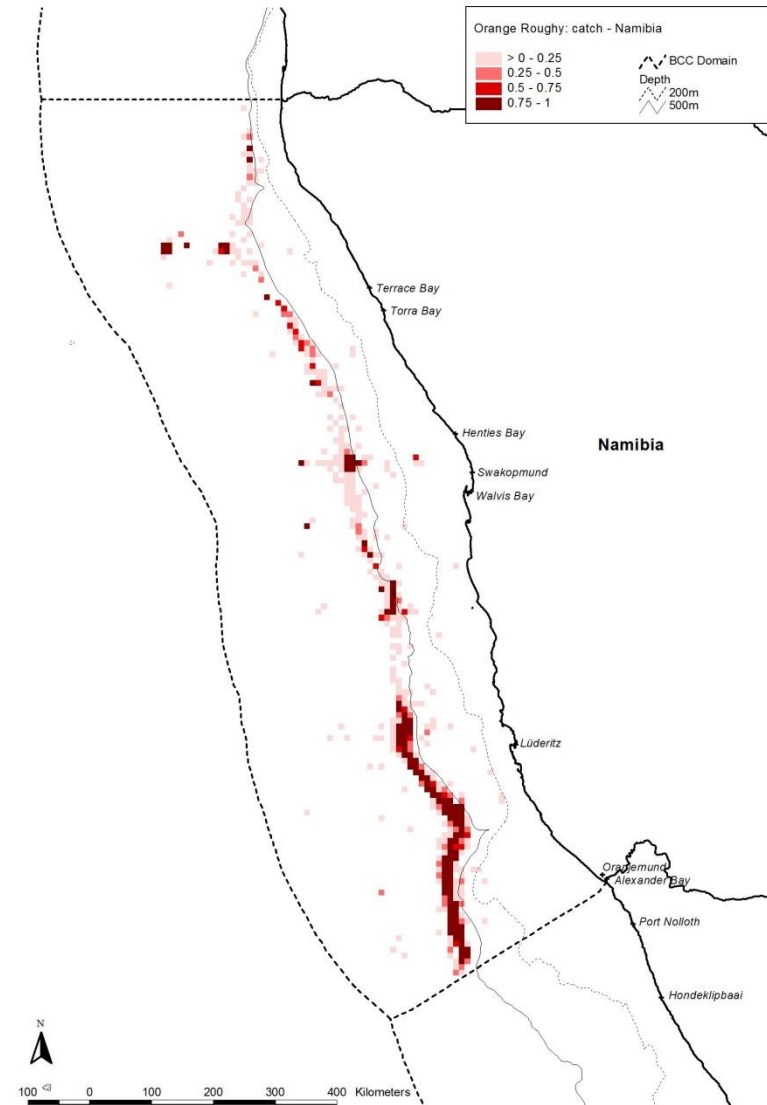 Orange Roughy: catch - Namibia
> 0 - 0.25
0.25 - 0.5
0.5 - 0.75
0.75 - 1
BCC Domain
Depth
200m
500m
Terrace Bay
Torra Bay
Henties Bay
Namibia
Swakopmund
Walvis Bay
Lüderitz
Oranjemund
Alexander Bay
Port Nolloth
Hondeklipbaai
N
100 0 100 200 300 400 Kilometers